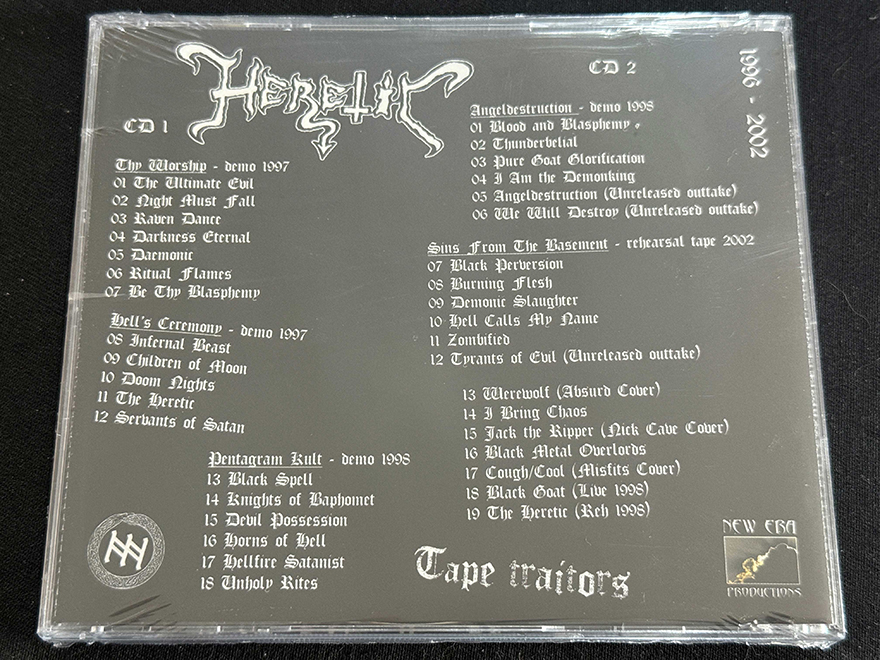 HERETIC
1996 - 2002
CD 1
Thy Worship - demo 1997
01 The Ultimate Evil
02 Night Must Fall
03 Raven Dance
04 Darkness Eternal
05 Daemonic
06 Ritual Flames
07 Be Thy Blasphemy
Hell's Ceremony - demo 1997
08 Infernal Beast
09 Children of Moon
10 Doom Nights
11 The Heretic
12 Servants of Satan
Pentagram Kult - demo 1998
13 Black Spell
14 Knights of Baphomet
15 Devil Possession
16 Horns of Hell
17 Hellfire Satanist
18 Unholy Rites
CD 2
Angeldestruction - demo 1998
01 Blood and Blasphemy
02 Thunderbelial
03 Pure Goat Glorification
04 I Am the Demonking
05 Angeldestruction (Unreleased outtake)
06 We Will Destroy (Unreleased outtake)
Sins From The Basement - rehearsal tape 2002
07 Black Perversion
08 Burning Flesh
09 Demonic Slaughter
10 Hell Calls My Name
11 Zombified
12 Tyrants of Evil (Unreleased outtake)
13 Werewolf (Absurd Cover)
14 I Bring Chaos
15 Jack the Ripper (Nick Cave Cover)
16 Black Metal Overlords
17 Cough/Cool (Misfits Cover)
18 Black Goat (Live 1998)
19 The Heretic (Reh 1998)
Tape traitors
NEW ERA
PRODUCTIONS